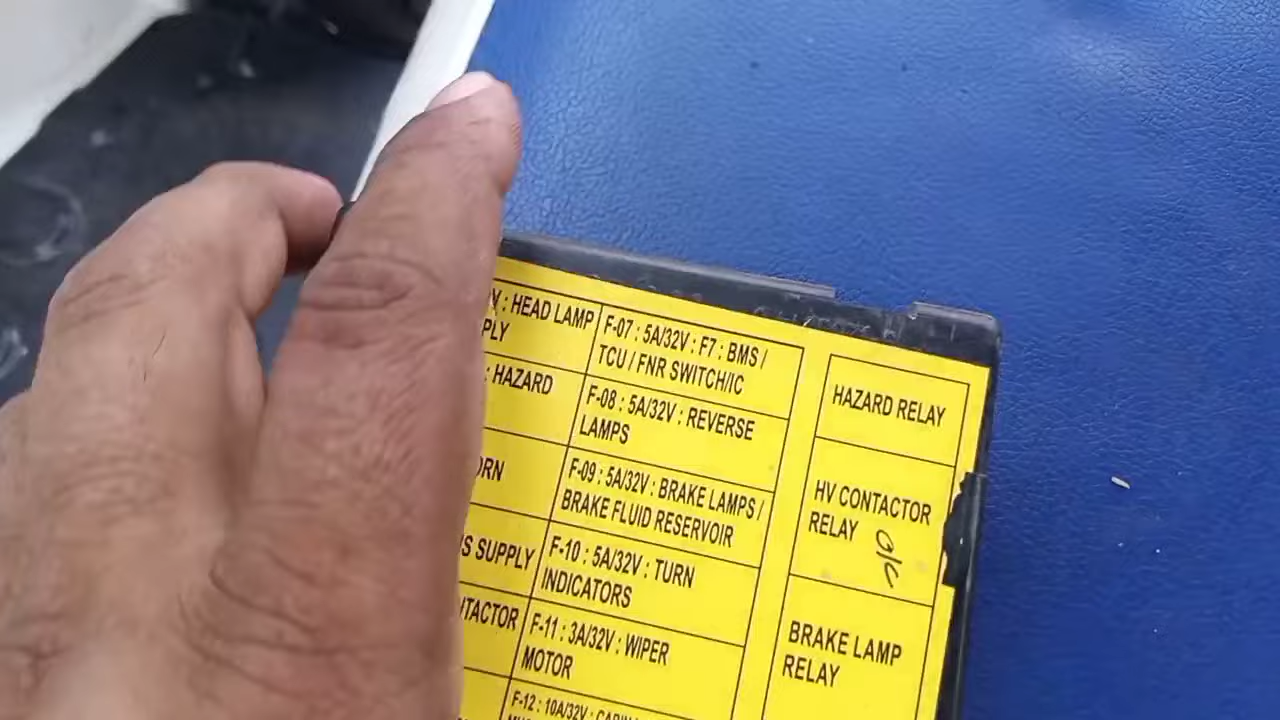 : HEAD LAMP
PLY
: HAZARD
ORN
S SUPPLY
TACTOR
F-07 : 5A/32V : F7 : BMS /
TCU / FNR SWITCH/IC
F-08 : 5A/32V : REVERSE
LAMPS
F-09 : 5A/32V : BRAKE LAMPS /
BRAKE FLUID RESERVOIR
F-10 : 5A/32V : TURN
INDICATORS
F-11 : 3A/32V : WIPER
MOTOR
F-12 : 10A/32V :
HAZARD RELAY
HV CONTACTOR
RELAY
O/C
BRAKE LAMP
RELAY